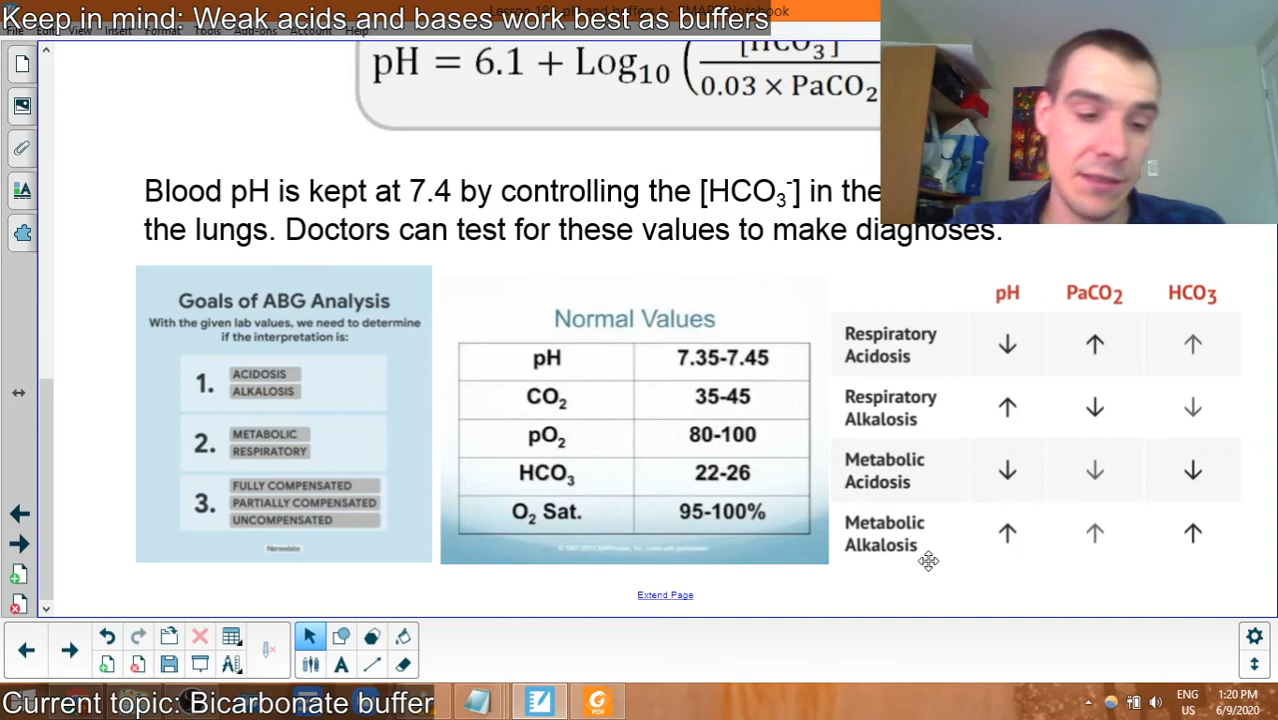 Keep in mind: Weak acids and bases work best as buffers
Notebook
[HCO3]
pH = 6.1 + Log10 (
0.03 × PaCO2
Blood pH is kept at 7.4 by controlling the [HCO3-] in the
the lungs. Doctors can test for these values to make diagnoses.
Goals of ABG Analysis
With the given lab values, we need to determine
if the interpretation is:
1. ACIDOSIS
ALKALOSIS
2. METABOLIC
RESPIRATORY
3. FULLY COMPENSATED
PARTIALLY COMPENSATED
UNCOMPENSATED
Normal Values
pH 7.35-7.45
CO2 35-45
pO2 80-100
HCO3 22-26
O2 Sat. 95-100%
pH PaCO2 HCO3
Respiratory
Acidosis ↓ ↑ ↑
Respiratory
Alkalosis ↑ ↓ ↓
Metabolic
Acidosis ↓ ↓ ↓
Metabolic
Alkalosis ↑ ↑ ↑
Extend Page
Current topic: Bicarbonate buffer
ENG
US
1:20 PM
6/9/2020